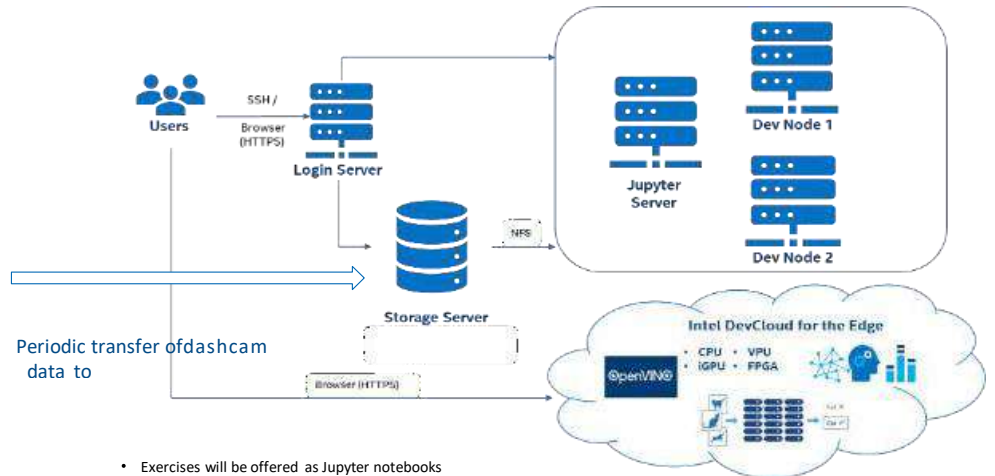 SSH /
Browser
(HTTPS)
Users
Login Server
Jupyter
Server
Dev Node 1
Dev Node 2
NFS
Storage Server
Periodic transfer ofdashcam
data to
Browser (HTTPS)
Intel DevCloud for the Edge
OpenVINO
• CPU • VPU
• iGPU • FPGA
• Exercises will be offered as Jupyter notebooks